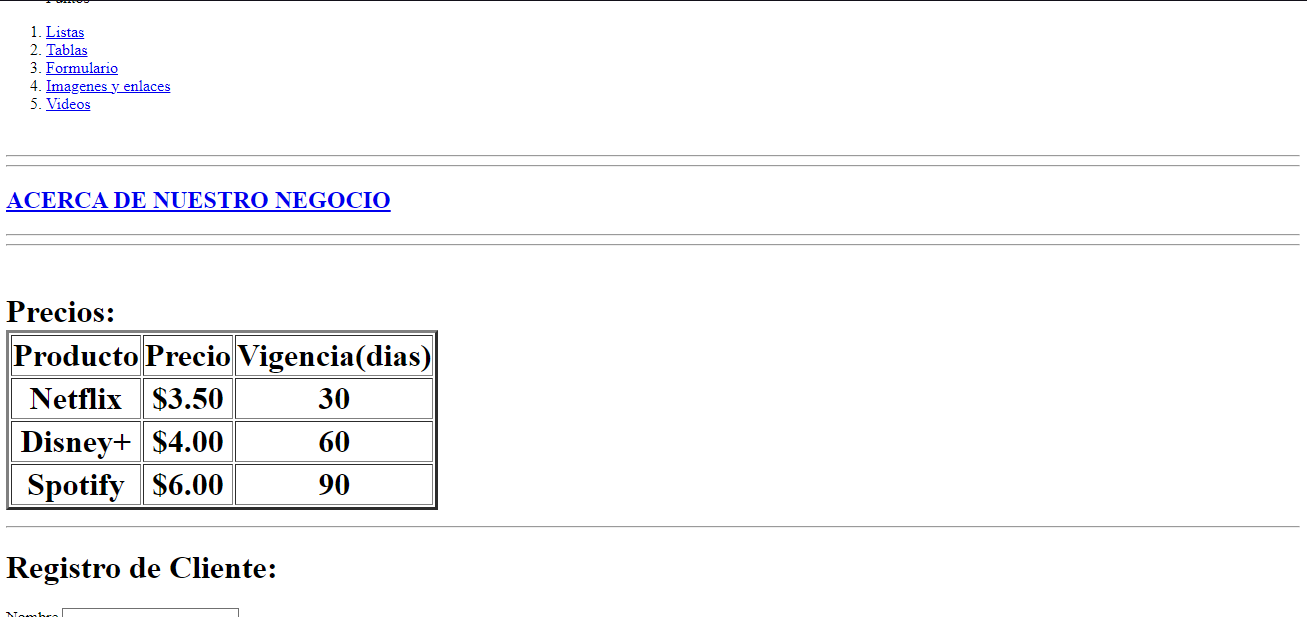 1. Listas
2. Tablas
3. Formulario
4. Imagenes y enlaces
5. Videos
ACERCA DE NUESTRO NEGOCIO
Precios:
Producto Precio Vigencia(dias)
Netflix $3.50 30
Disney+ $4.00 60
Spotify $6.00 90
Registro de Cliente:
Nombre